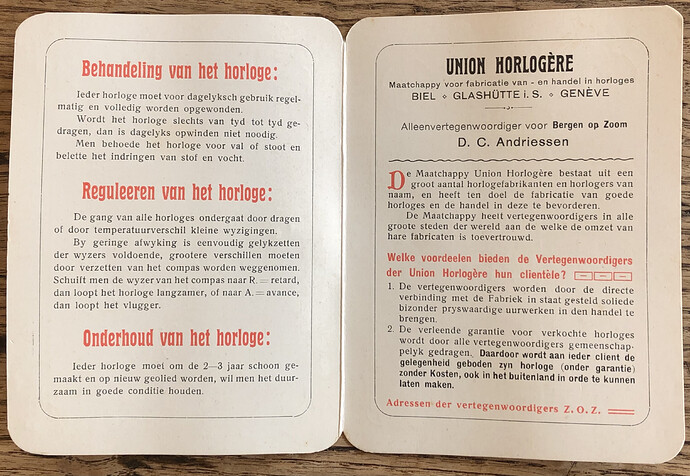 Behandeling van het horloge:
Ieder horloge moet voor dagelyksch gebruik regel-
matig en volledig worden opgewonden.
Wordt het horloge slechts van tyd tot tyd ge-
dragen, dan is dagelyks opwinden niet noodig.
Men behoede het horloge voor val of stoot en
belette het indringen van stof en vocht.
Reguleeren van het horloge:
De gang van alle horloges ondergaat door dragen
of door temperatuurverschil kleine wyzigingen.
By geringe afwyking is eenvoudig gelykzetten
der wyzers voldoende, grootere verschillen moeten
door verzetten van het compas worden weggenomen.
Schuift men de wyzer van het compas naar R. = retard,
dan loopt het horloge langzamer, of naar A. = avance,
dan loopt het vlugger.
Onderhoud van het horloge:
Ieder horloge moet om de 2—3 jaar schoon ge-
maakt en op nieuw geolied worden, wil men het duur-
zaam in goede conditie houden.
UNION HORLOGÈRE
Maatschappy voor fabricatie van - en handel in horloges
BIEL ⋄ GLASHÜTTE i. S. ⋄ GENÈVE
Alleenvertegenwoordiger voor Bergen op Zoom
D. C. Andriessen
De Maatchappy Union Horlogère bestaat uit een
groot aantal horlogefabrikanten en horlogers van
naam, en heeft ten doel de fabricatie van goede
horloges en de handel in deze te bevorderen.
De Maatchappy heeft vertegenwoordigers in alle
groote steden der wereld aan de welke de omzet van
hare fabricaten is toevertrouwd.
Welke voordeelen bieden de Vertegenwoordigers
der Union Horlogère hun clientèle?
1. De vertegenwoordigers worden door de directe
verbinding met de Fabriek in staat gesteld soliede
bizonder pryswaardige uurwerken in den handel te
brengen.
2. De verleende garantie voor verkochte horloges
wordt door alle vertegenwoordigers gemeenschap-
pelyk gedragen. Daardoor wordt aan ieder client de
gelegenheid geboden zyn horloge (onder garantie)
zonder Kosten, ook in het buitenland in orde te kunnen
laten maken.
Adressen der vertegenwoordigers Z. O. Z.